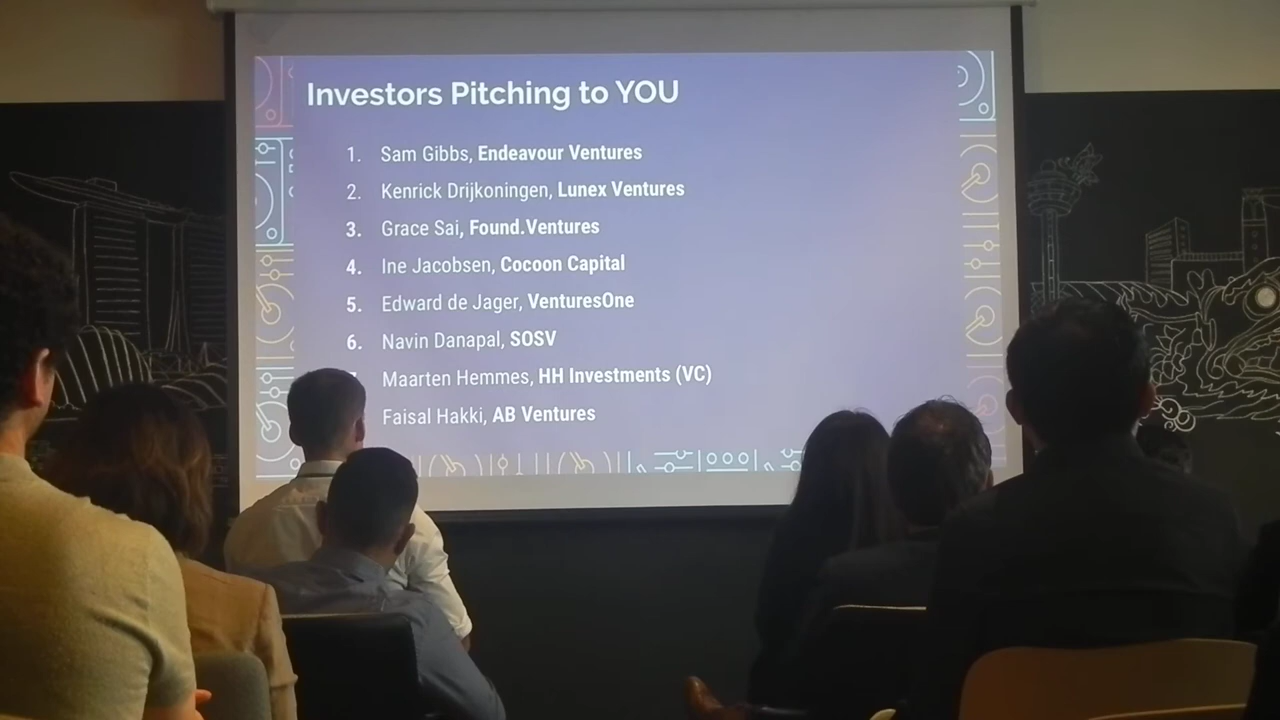 Investors Pitching to YOU
1. Sam Gibbs, Endeavour Ventures
2. Kenrick Drijkoningen, Lunex Ventures
3. Grace Sai, Found.Ventures
4. Ine Jacobsen, Cocoon Capital
5. Edward de Jager, VenturesOne
6. Navin Danapal, SOSV
Maarten Hemmes, HH Investments (VC)
Faisal Hakki, AB Ventures